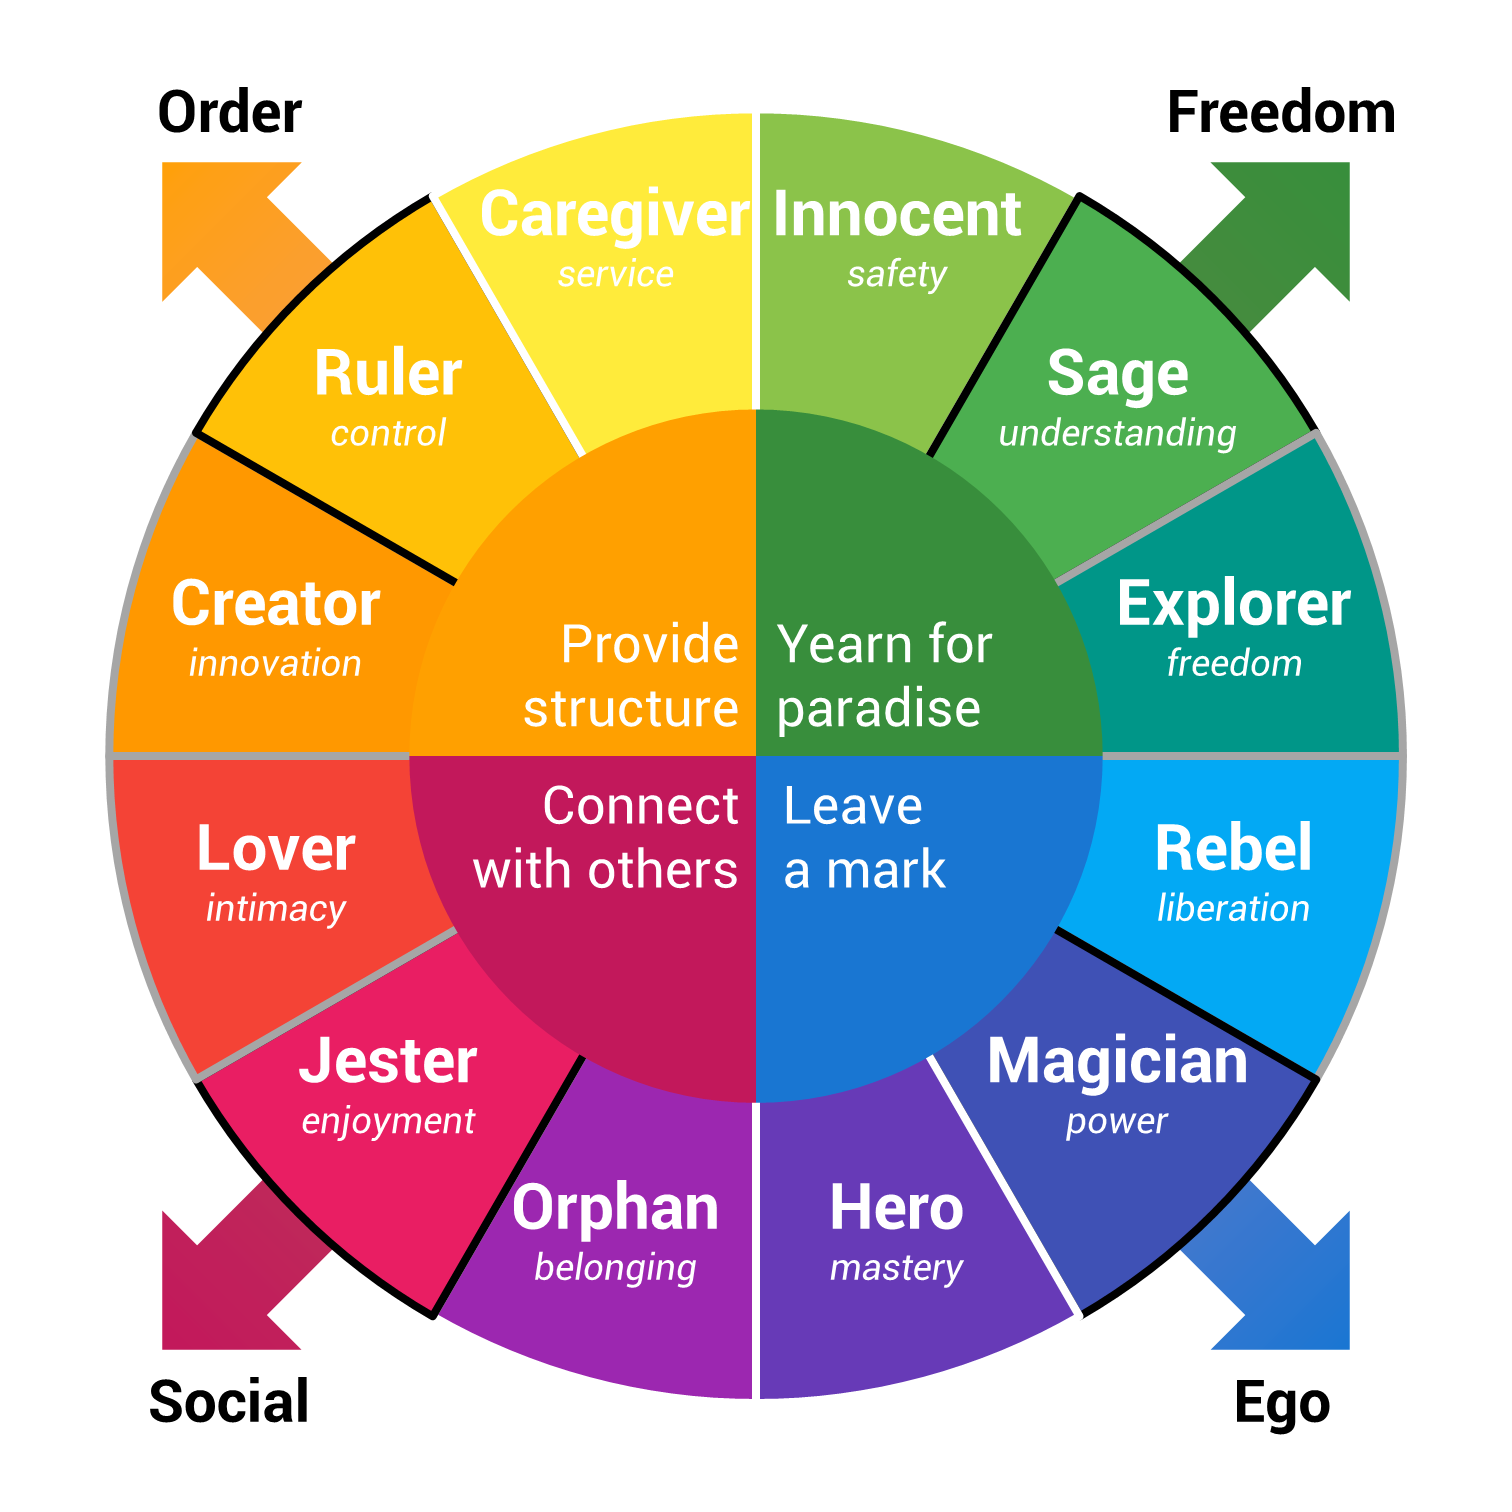 Order
Freedom
Caregiver
service
Innocent
safety
Ruler
control
Sage
understanding
Creator
innovation
Explorer
freedom
Provide
structure
Yearn for
paradise
Connect
with others
Leave
a mark
Lover
intimacy
Rebel
liberation
Jester
enjoyment
Magician
power
Orphan
belonging
Hero
mastery
Social
Ego